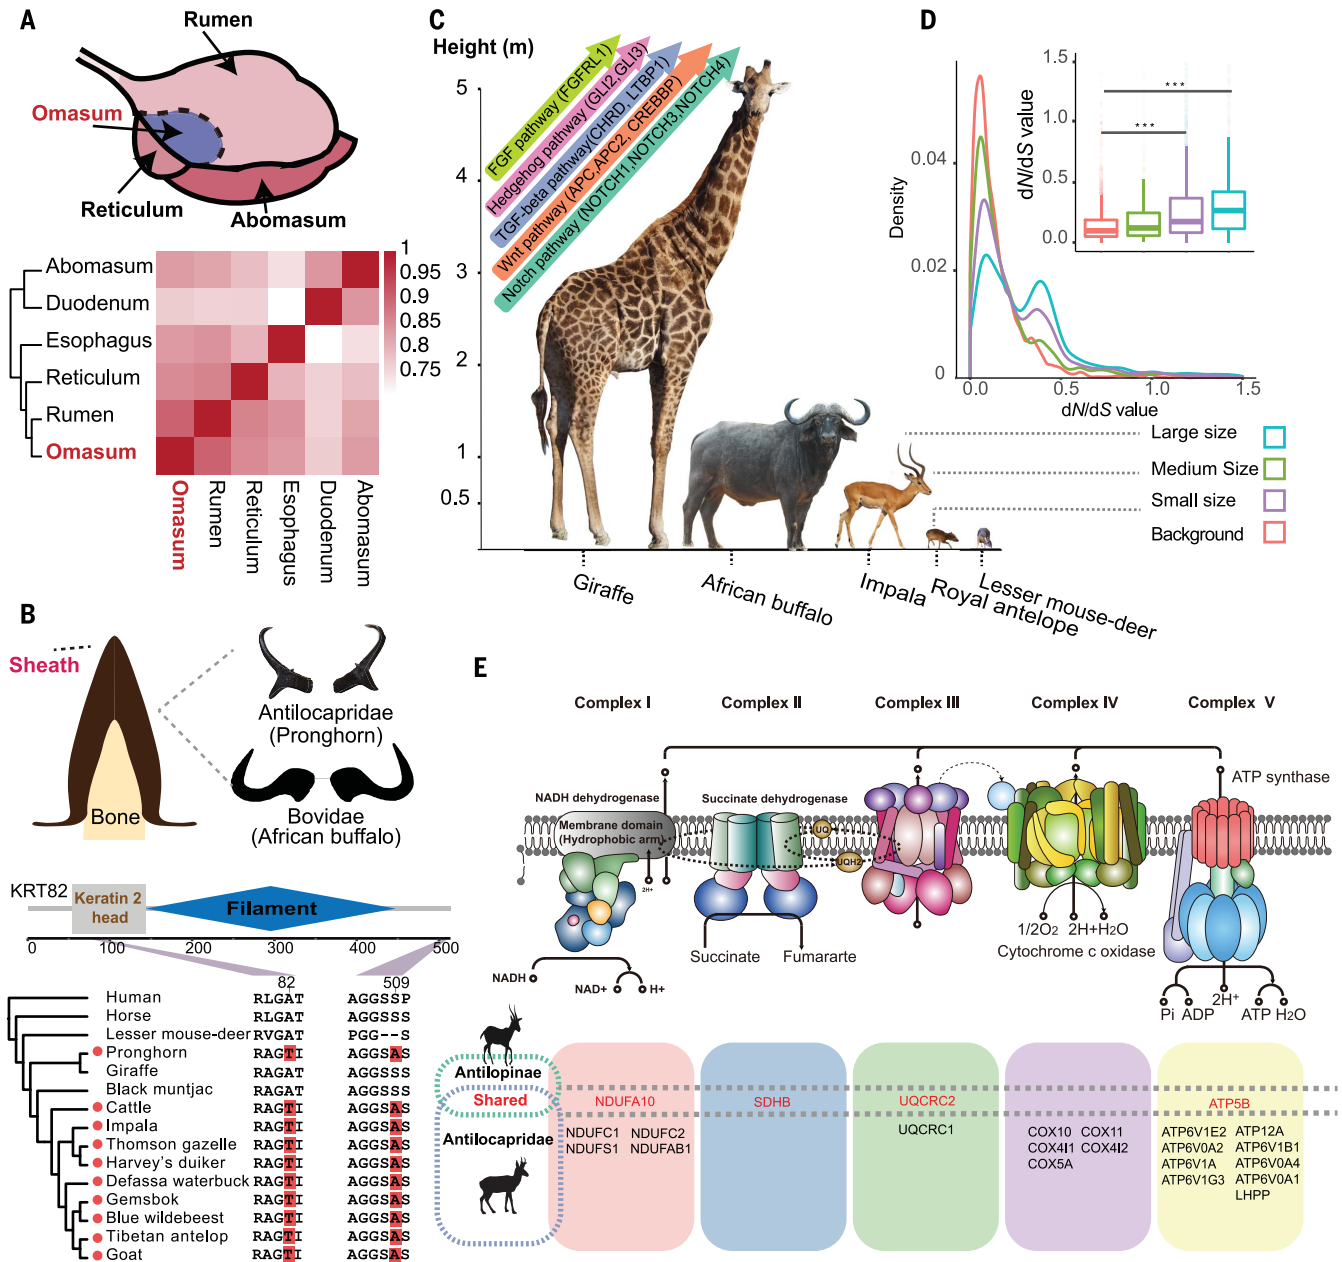 A
Rumen
Omasum
Reticulum
Abomasum
Abomasum
Duodenum
Esophagus
Reticulum
Rumen
Omasum
1
0.95
0.9
0.85
0.8
0.75
Omasum
Rumen
Reticulum
Esophagus
Duodenum
Abomasum
B
Sheath
Bone
Antilocapridae
(Pronghorn)
Bovidae
(African buffalo)
KRT82
Keratin 2
head
Filament
0 100 200 300 400 500
82 509
Human RLGAT AGGSSP
Horse RLGAT AGGSSS
Lesser mouse-deer RVGAT PGG--S
Pronghorn RAGTI AGGSAS
Giraffe RAGAT AGGSSS
Black muntjac RAGAT AGGSSS
Cattle RAGTI AGGSAS
Impala RAGTI AGGSAS
Thomson gazelle RAGTI AGGSAS
Harvey's duiker RAGTI AGGSAS
Defassa waterbuck RAGTI AGGSAS
Gemsbok RAGTI AGGSAS
Blue wildebeest RAGTI AGGSAS
Tibetan antelop RAGTI AGGSAS
Goat RAGTI AGGSAS
C
Height (m)
5
4
3
2
1
0.5
FGF pathway (FGFRL1)
Hedgehog pathway (GLI2,GLI3)
TGF-beta pathway(CHRD, LTBP1)
Wnt pathway (APC,APC2, CREBBP)
Notch pathway (NOTCH1,NOTCH3,NOTCH4)
Giraffe
African buffalo
Impala
Royal antelope
Lesser mouse-deer
D
Density
0.04
0.02
0
0.0 0.5 1.0 1.5
dN/dS value
dN/dS value
1.5
1.0
0.5
0.0
***
***
Large size
Medium Size
Small size
Background
E
Complex I Complex II Complex III Complex IV Complex V
NADH dehydrogenase
Membrane domain
(Hydrophobic arm)
2H+
NADH
NAD+ H+
Succinate dehydrogenase
Succinate Fumararte
UQ
UQH2
1/2O2 2H+H2O
Cytochrome c oxidase
ATP synthase
Pi ADP 2H+ ATP H2O
Antilopinae
Shared
Antilocapridae
NDUFA10 SDHB UQCRC2 ATP5B
NDUFC1 NDUFC2
NDUFS1 NDUFAB1
UQCRC1
COX10 COX11
COX4I1 COX4I2
COX5A
ATP6V1E2 ATP12A
ATP6V0A2 ATP6V1B1
ATP6V1A ATP6V0A4
ATP6V1G3 ATP6V0A1
LHPP